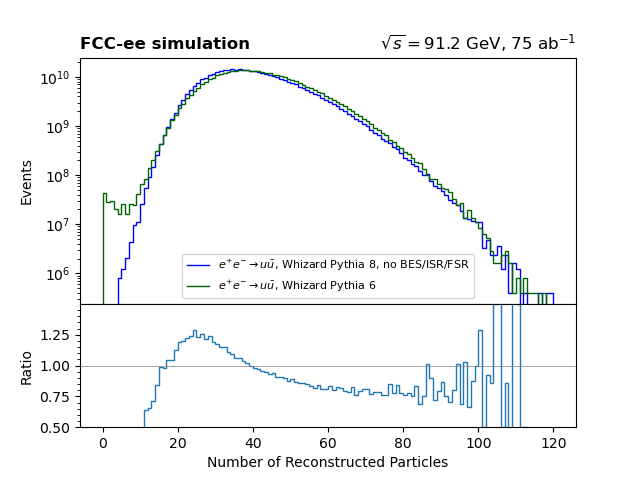 FCC-ee simulation √s = 91.2 GeV, 75 ab⁻¹
10¹⁰
10⁹
10⁸
10⁷
10⁶
Events
e⁺e⁻ → uū, Whizard Pythia 8, no BES/ISR/FSR
e⁺e⁻ → uū, Whizard Pythia 6
1.25
1.00
0.75
0.50
Ratio
0 20 40 60 80 100 120
Number of Reconstructed Particles